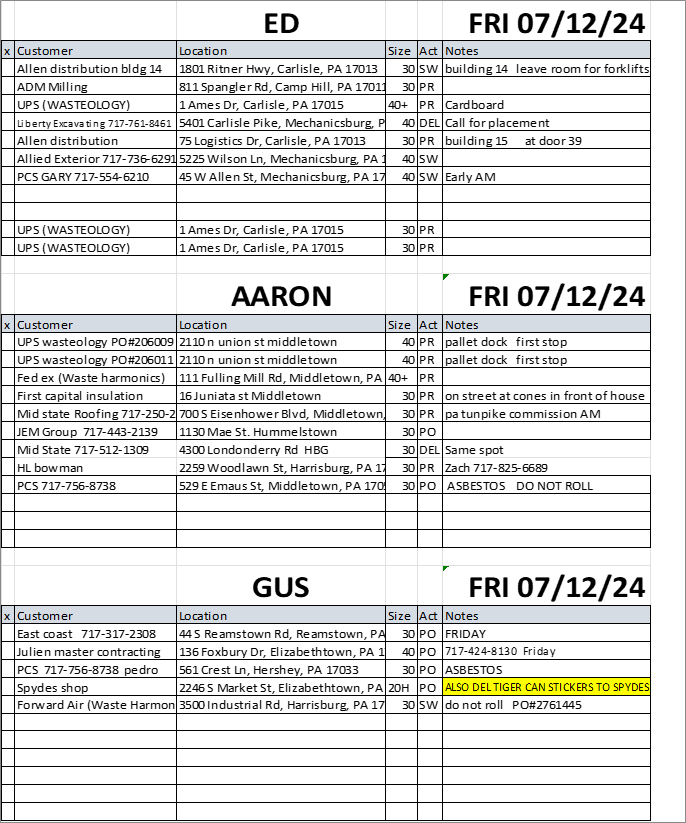 ED FRI 07/12/24
x Customer Location Size Act Notes
Allen distribution bldg 14 1801 Ritner Hwy, Carlisle, PA 17013 30 SW building 14 leave room for forklifts
ADM Milling 811 Spangler Rd, Camp Hill, PA 17011 30 PR
UPS (WASTEOLOGY) 1 Ames Dr, Carlisle, PA 17015 40+ PR Cardboard
Liberty Excavating 717-761-8461 5401 Carlisle Pike, Mechanicsburg, P 40 DEL Call for placement
Allen distribution 75 Logistics Dr, Carlisle, PA 17013 30 PR building 15 at door 39
Allied Exterior 717-736-6291 5225 Wilson Ln, Mechanicsburg, PA 1 40 SW
PCS GARY 717-554-6210 45 W Allen St, Mechanicsburg, PA 17 40 SW Early AM
UPS (WASTEOLOGY) 1 Ames Dr, Carlisle, PA 17015 30 PR
UPS (WASTEOLOGY) 1 Ames Dr, Carlisle, PA 17015 30 PR
AARON FRI 07/12/24
x Customer Location Size Act Notes
UPS wasteology PO#206009 2110 n union st middletown 40 PR pallet dock first stop
UPS wasteology PO#206011 2110 n union st middletown 40 PR pallet dock first stop
Fed ex (Waste harmonics) 111 Fulling Mill Rd, Middletown, PA 40+ PR
First capital insulation 16 Juniata st Middletown 30 PR on street at cones in front of house
Mid state Roofing 717-250-2 700 S Eisenhower Blvd, Middletown, 30 PR pa tunpike commission AM
JEM Group 717-443-2139 1130 Mae St. Hummelstown 30 PO
Mid State 717-512-1309 4300 Londonderry Rd HBG 30 DEL Same spot
HL bowman 2259 Woodlawn St, Harrisburg, PA 17 30 PR Zach 717-825-6689
PCS 717-756-8738 529 E Emaus St, Middletown, PA 170 30 PO ASBESTOS DO NOT ROLL
GUS FRI 07/12/24
x Customer Location Size Act Notes
East coast 717-317-2308 44 S Reamstown Rd, Reamstown, PA 30 PO FRIDAY
Julien master contracting 136 Foxbury Dr, Elizabethtown, PA 1 40 PO 717-424-8130 Friday
PCS 717-756-8738 pedro 561 Crest Ln, Hershey, PA 17033 30 PO ASBESTOS
Spydes shop 2246 S Market St, Elizabethtown, PA 20H PO ALSO DEL TIGER CAN STICKERS TO SPYDES
Forward Air (Waste Harmon 3500 Industrial Rd, Harrisburg, PA 17 30 SW do not roll PO#2761445